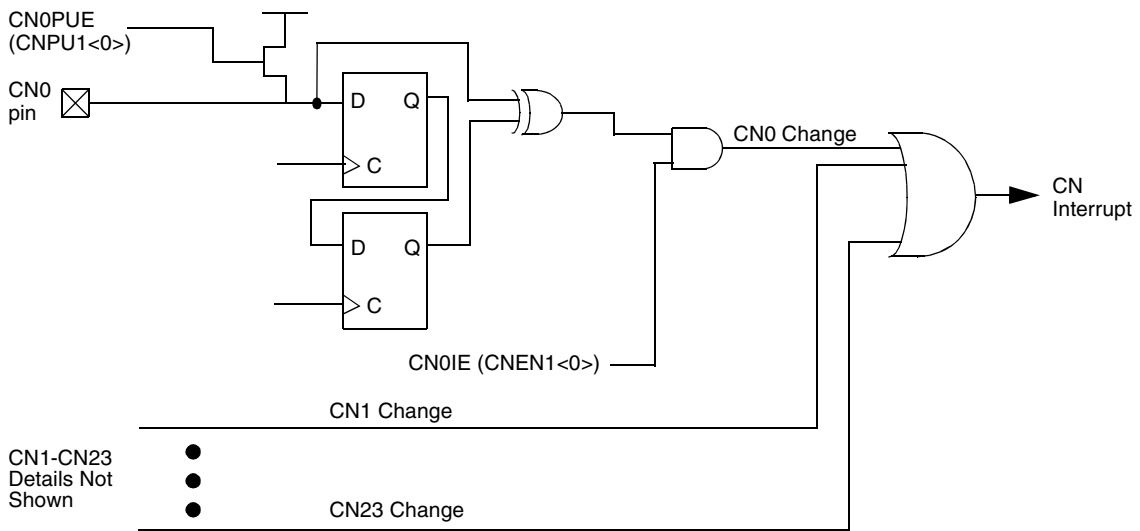 CN0PUE
(CNPU1<0>)
CN0
pin
D
Q
C
CN0 Change
CN
Interrupt
D
Q
C
CN0IE (CNEN1<0>)
CN1 Change
CN1-CN23
Details Not
Shown
CN23 Change